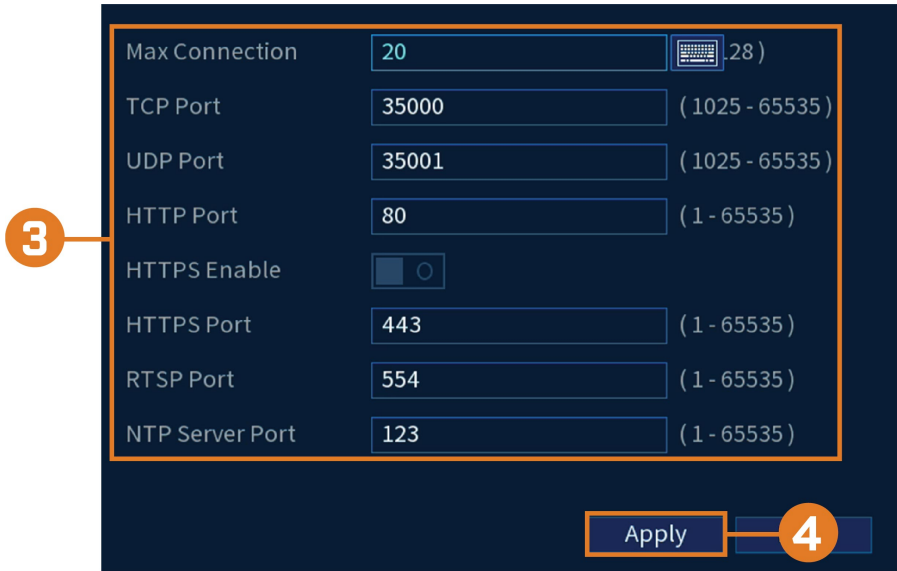 Max Connection 20 28 )
TCP Port 35000 ( 1025 - 65535 )
UDP Port 35001 ( 1025 - 65535 )
HTTP Port 80 ( 1 - 65535 )
3
HTTPS Enable O
HTTPS Port 443 ( 1 - 65535 )
RTSP Port 554 ( 1 - 65535 )
NTP Server Port 123 ( 1 - 65535 )
Apply 4